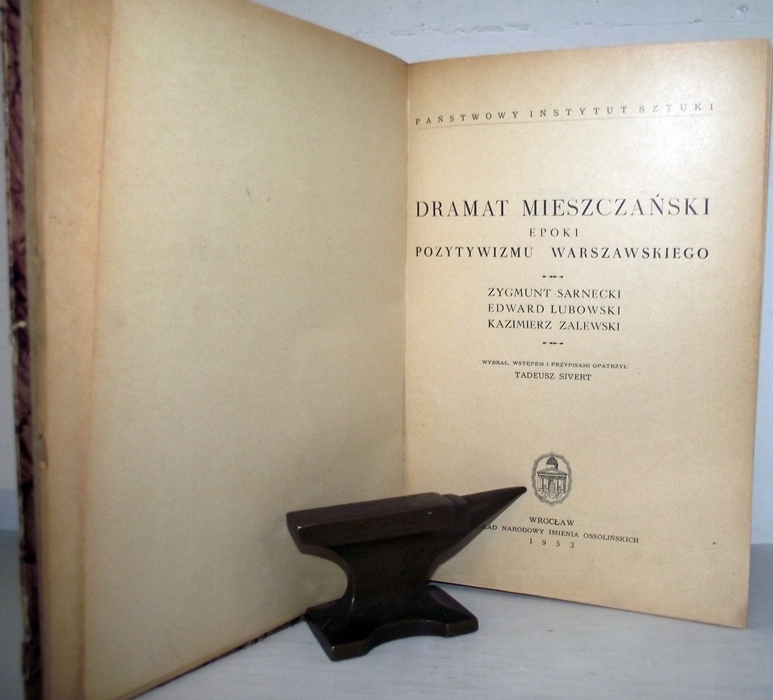 PAŃSTWOWY INSTYTUT SZTUKI
DRAMAT MIESZCZAŃSKI
EPOKI
POZYTYWIZMU WARSZAWSKIEGO
ZYGMUNT SARNECKI
EDWARD LUBOWSKI
KAZIMIERZ ZALEWSKI
WYBRAŁ, WSTĘPEM I PRZYPISAMI OPATRZYŁ
TADEUSZ SIVERT
WROCŁAW
NARODOWY IMIENIA OSSOLIŃSKICH
1953